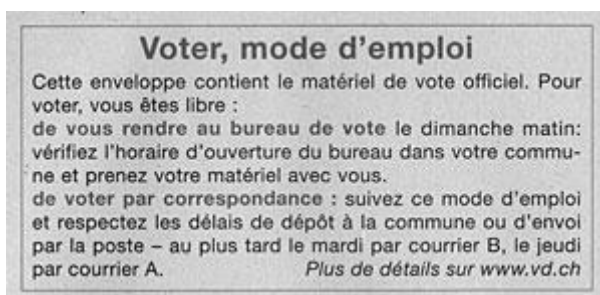 Voter, mode d'emploi
Cette enveloppe contient le matériel de vote officiel. Pour
voter, vous êtes libre :
de vous rendre au bureau de vote le dimanche matin:
vérifiez l'horaire d'ouverture du bureau dans votre commu-
ne et prenez votre matériel avec vous.
de voter par correspondance : suivez ce mode d'emploi
et respectez les délais de dépôt à la commune ou d'envoi
par la poste – au plus tard le mardi par courrier B, le jeudi
par courrier A. Plus de détails sur www.vd.ch